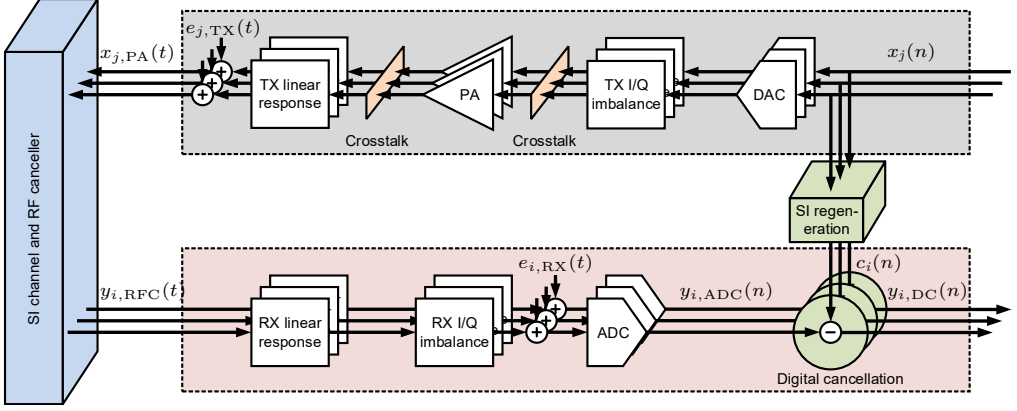 e_{j,TX}(t)
x_{j,PA}(t)
x_j(n)
TX linear
response
PA
TX I/Q
imbalance
DAC
Crosstalk
Crosstalk
SI channel and RF canceller
SI regen-
eration
e_{i,RX}(t)
c_i(n)
y_{i,RFC}(t)
y_{i,ADC}(n)
y_{i,DC}(n)
RX linear
response
RX I/Q
imbalance
ADC
Digital cancellation